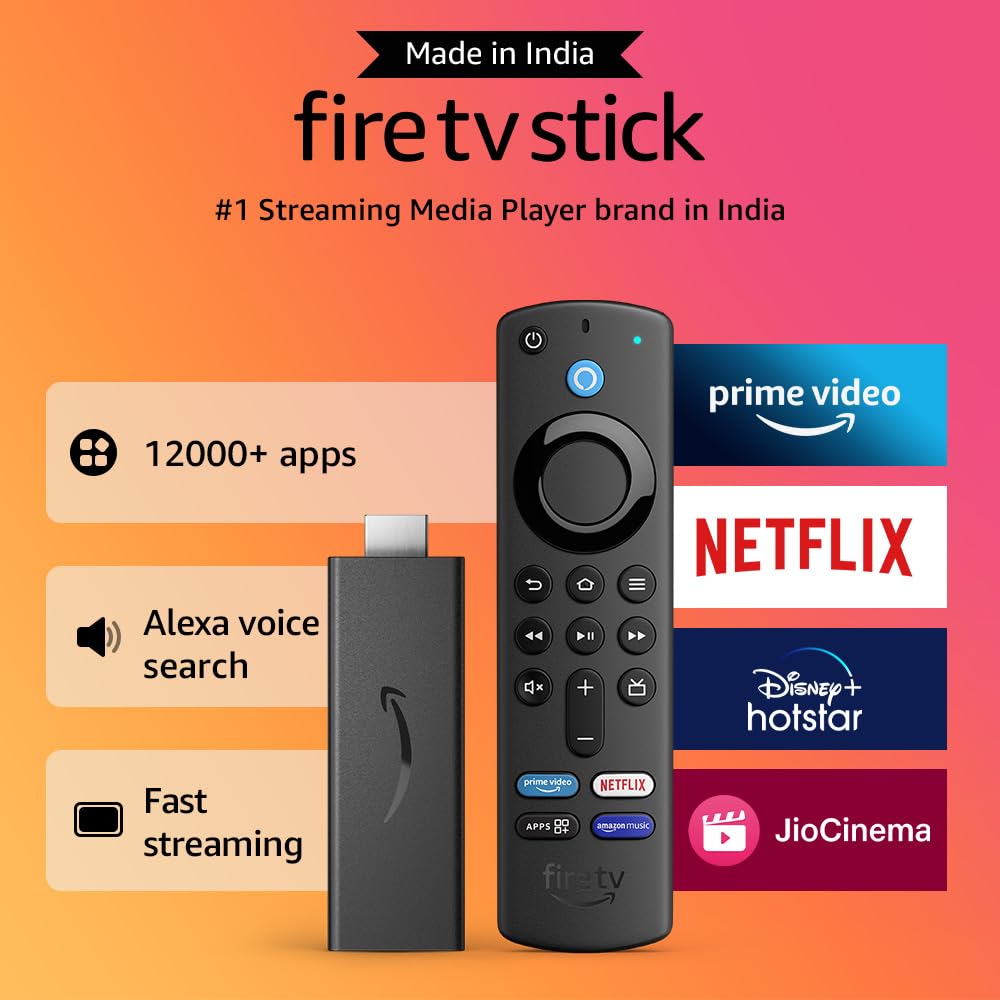 Made in India
fire tv stick
#1 Streaming Media Player brand in India
12000+ apps
Alexa voice
search
Fast
streaming
prime video
NETFLIX
APPS
amazon music
fire tv
prime video
NETFLIX
Disney+
hotstar
JioCinema